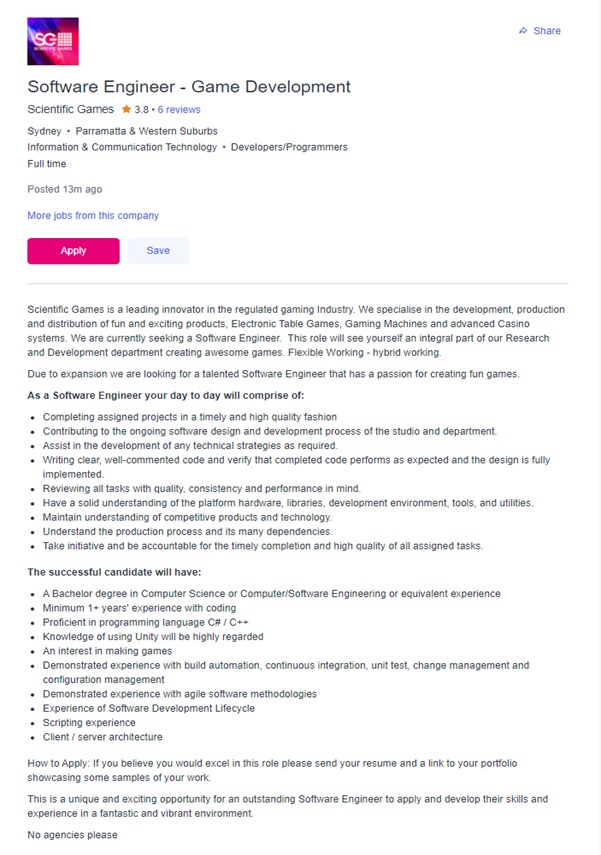 SG
SCIENTIFIC GAMES
Share
Software Engineer - Game Development
Scientific Games ★ 3.8 • 6 reviews
Sydney • Parramatta & Western Suburbs
Information & Communication Technology • Developers/Programmers
Full time
Posted 13m ago
More jobs from this company
Apply
Save
Scientific Games is a leading innovator in the regulated gaming Industry. We specialise in the development, production
and distribution of fun and exciting products, Electronic Table Games, Gaming Machines and advanced Casino
systems. We are currently seeking a Software Engineer.  This role will see yourself an integral part of our Research
and Development department creating awesome games. Flexible Working - hybrid working.
Due to expansion we are looking for a talented Software Engineer that has a passion for creating fun games.
As a Software Engineer your day to day will comprise of:
• Completing assigned projects in a timely and high quality fashion
• Contributing to the ongoing software design and development process of the studio and department.
• Assist in the development of any technical strategies as required.
• Writing clear, well-commented code and verify that completed code performs as expected and the design is fully
implemented.
• Reviewing all tasks with quality, consistency and performance in mind.
• Have a solid understanding of the platform hardware, libraries, development environment, tools, and utilities.
• Maintain understanding of competitive products and technology.
• Understand the production process and its many dependencies.
• Take initiative and be accountable for the timely completion and high quality of all assigned tasks.
The successful candidate will have:
• A Bachelor degree in Computer Science or Computer/Software Engineering or equivalent experience
• Minimum 1+ years' experience with coding
• Proficient in programming language C# / C++
• Knowledge of using Unity will be highly regarded
• An interest in making games
• Demonstrated experience with build automation, continuous integration, unit test, change management and
configuration management
• Demonstrated experience with agile software methodologies
• Experience of Software Development Lifecycle
• Scripting experience
• Client / server architecture
How to Apply: If you believe you would excel in this role please send your resume and a link to your portfolio
showcasing some samples of your work.
This is a unique and exciting opportunity for an outstanding Software Engineer to apply and develop their skills and
experience in a fantastic and vibrant environment.
No agencies please